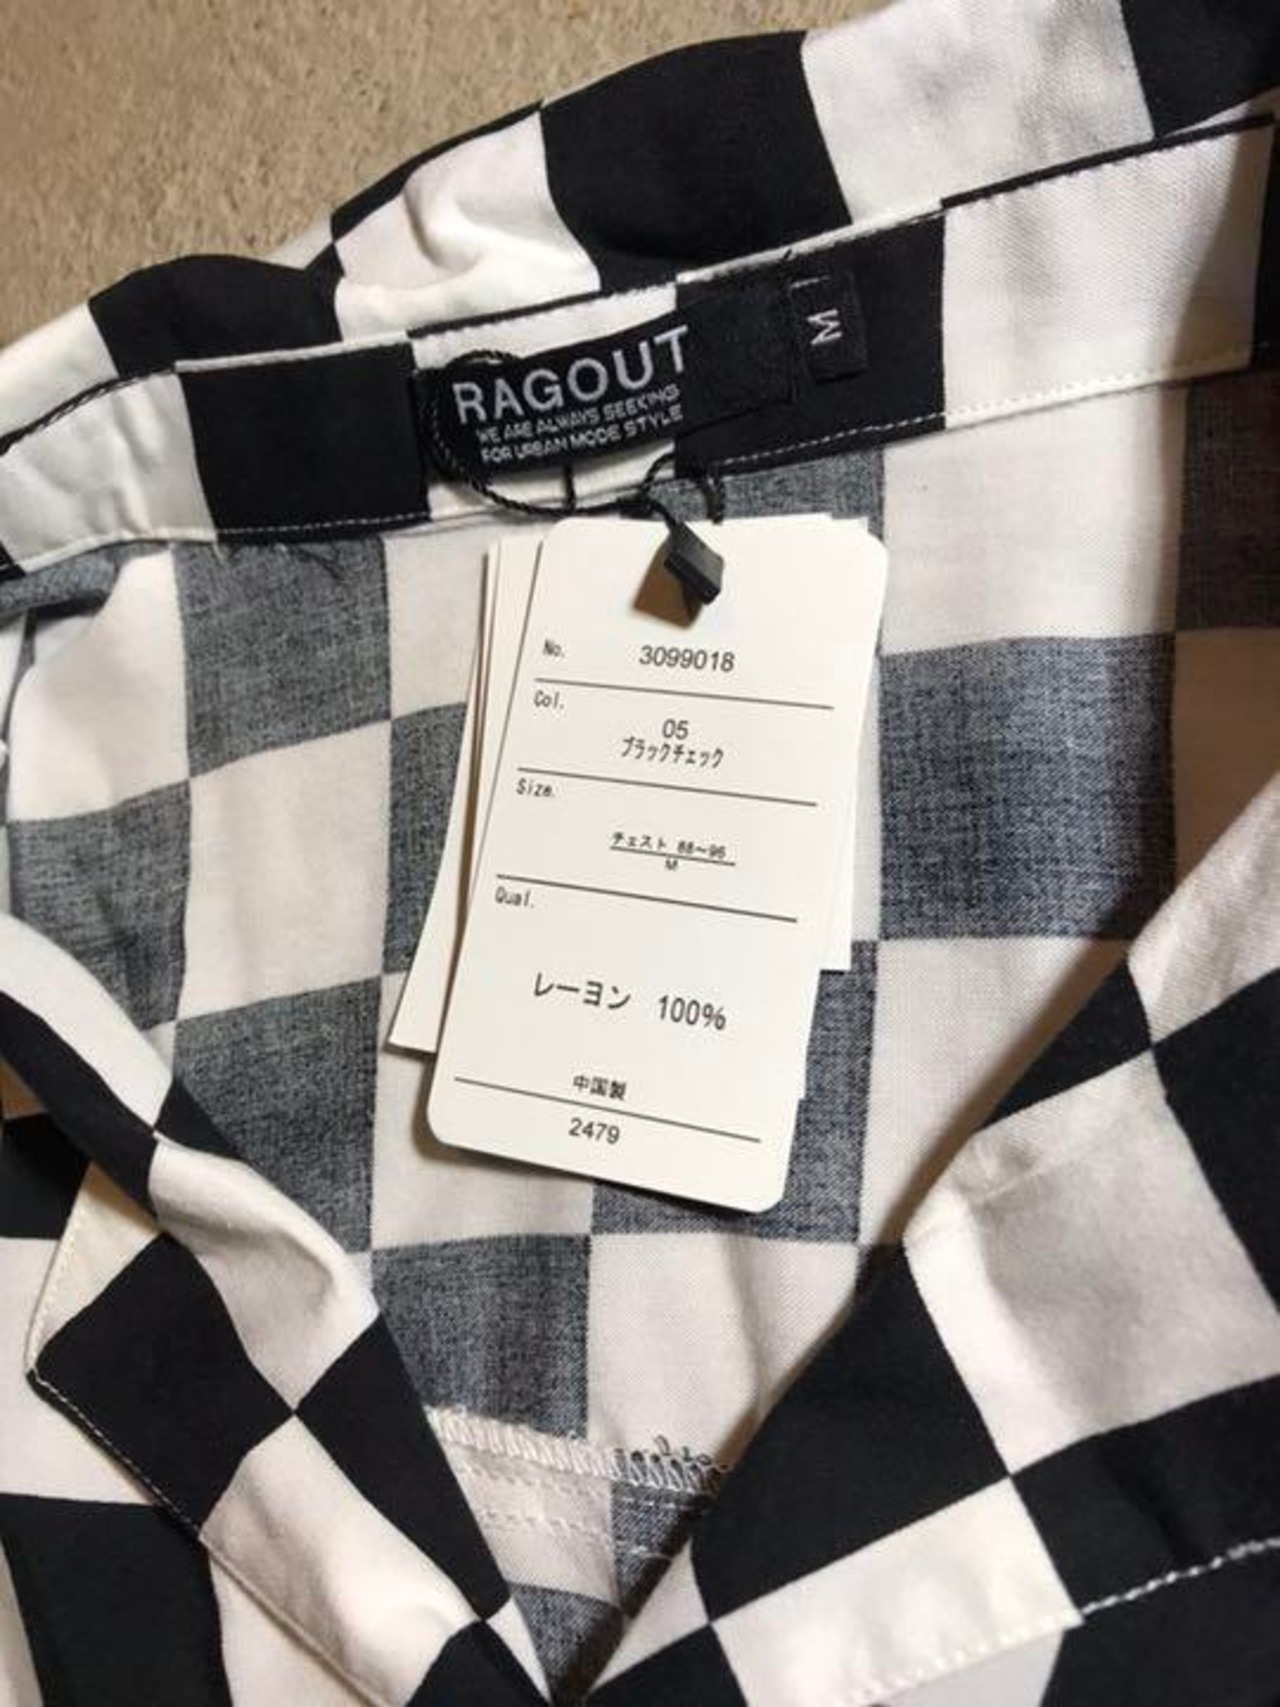 RAGOUT
WE ARE ALWAYS SEEKING
FOR URBAN MODE STYLE
M
No. 3099018
Col.
05
ブラックチェック
Size.
チェスト 88~96
M
Qual.
レーヨン 100%
中国製
2479